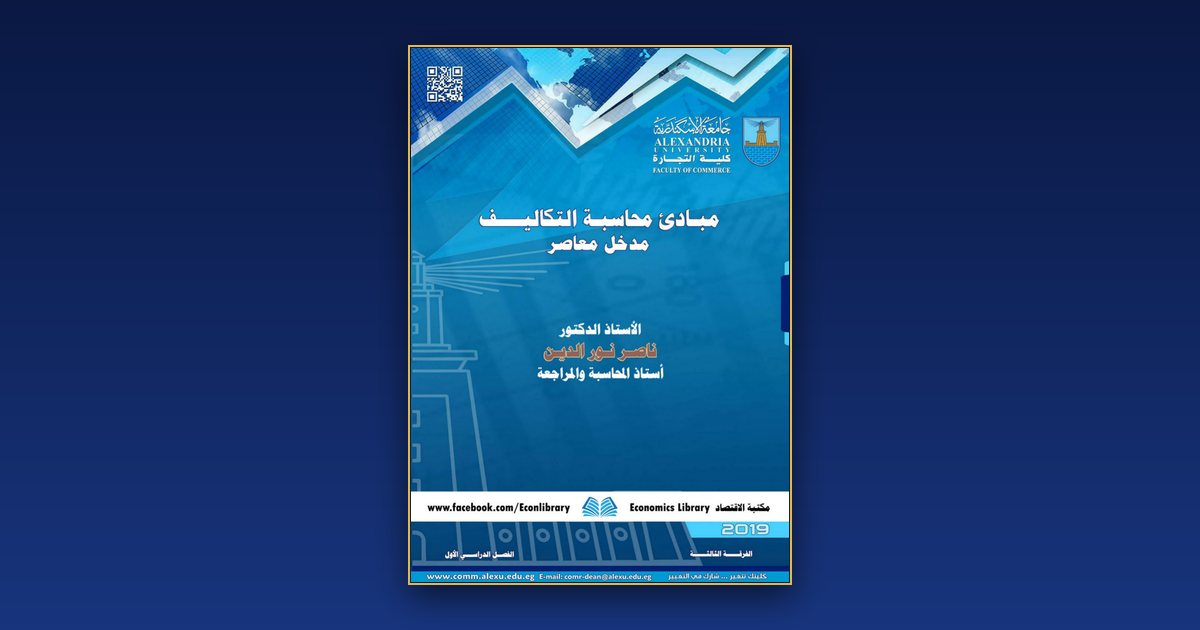 جامعة الإسكندرية
ALEXANDRIA
UNIVERSITY
كلية التجارة
FACULTY OF COMMERCE
مبادئ محاسبة التكاليف
مدخل معاصر
الأستاذ الدكتور
ناصر نور الدين
أستاذ المحاسبة والمراجعة
www.facebook.com/Econlibrary Economics Library مكتبة الاقتصاد
2019
الفرقة الثالثة
الفصل الدراسي الأول
www.comm.alexu.edu.eg E-mail: comr-dean@alexu.edu.eg كليتك تتغير ... شارك في التغيير